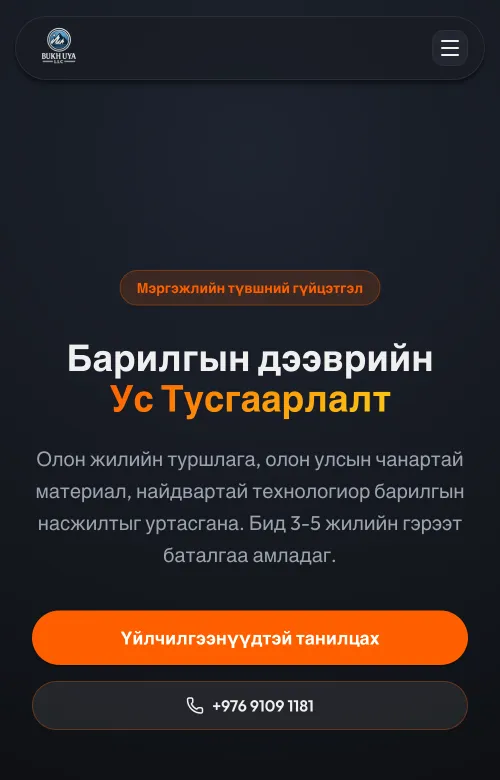 BUKH UYA
LLC
Мэргэжлийн түвшний гүйцэтгэл
Барилгын дээврийн
Ус Тусгаарлалт
Олон жилийн туршлага, олон улсын чанартай
материал, найдвартай технологиор барилгын
насжилтыг уртасгана. Бид 3-5 жилийн гэрээт
баталгаа амладаг.
Үйлчилгээнүүдтэй танилцах
+976 9109 1181